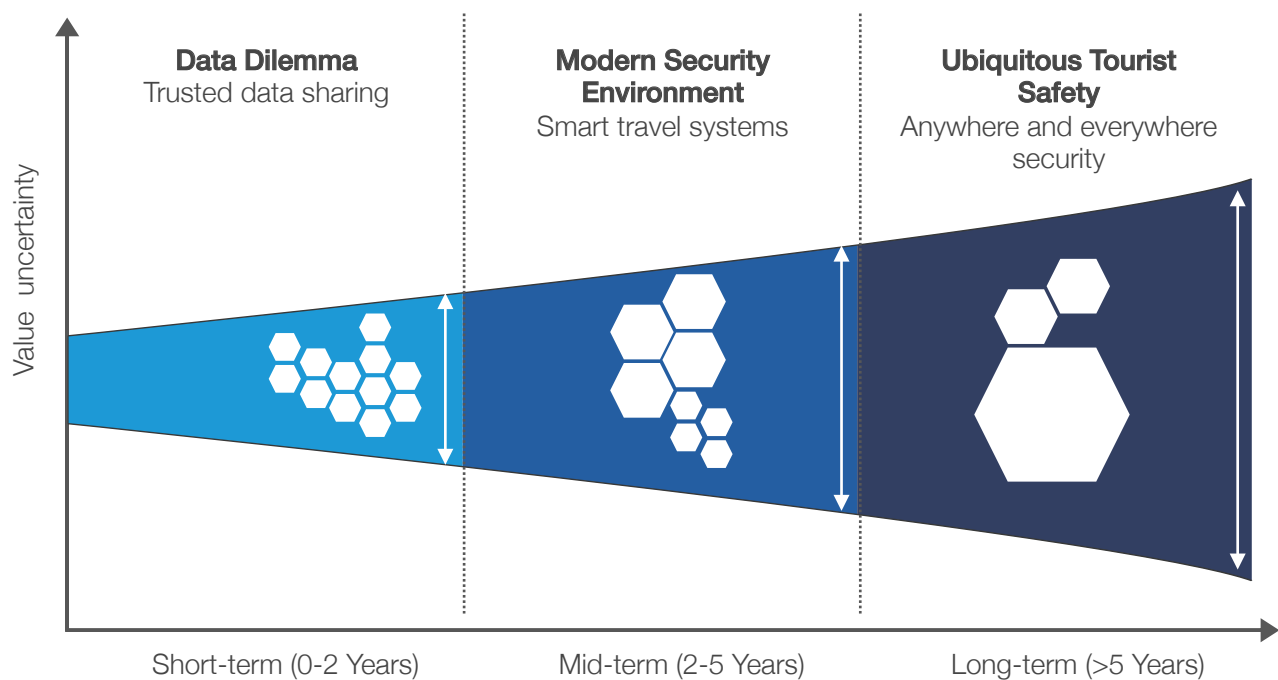 Data Dilemma
Trusted data sharing
Modern Security
Environment
Smart travel systems
Ubiquitous Tourist
Safety
Anywhere and everywhere
security
Value uncertainty
Short-term (0-2 Years)
Mid-term (2-5 Years)
Long-term (>5 Years)